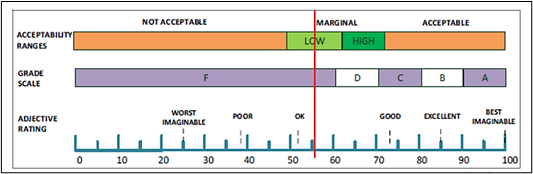 NOT ACCEPTABLE MARGINAL ACCEPTABLE
ACCEPTABILITY RANGES LOW HIGH
GRADE SCALE F D C B A
ADJECTIVE RATING WORST IMAGINABLE POOR OK GOOD EXCELLENT BEST IMAGINABLE
0 10 20 30 40 50 60 70 80 90 100